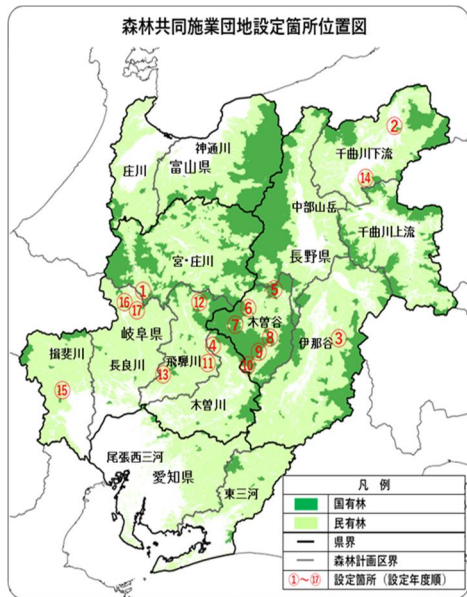 森林共同施業団地設定箇所位置図
②
神通川
千曲川下流
庄川
富山県
⑭
中部山岳
千曲川上流
長野県
宮・庄川
⑤
①
⑫
⑥
⑯
⑰
木曽谷
⑦
岐阜県
⑧
伊那谷
③
揖斐川
④
⑨
長良川
飛騨川
⑪
⑩
⑬
⑮
木曽川
尾張西三河
愛知県
東三河
凡 例
国有林
民有林
県界
森林計画区界
①～⑰ 設定箇所（設定年度順）